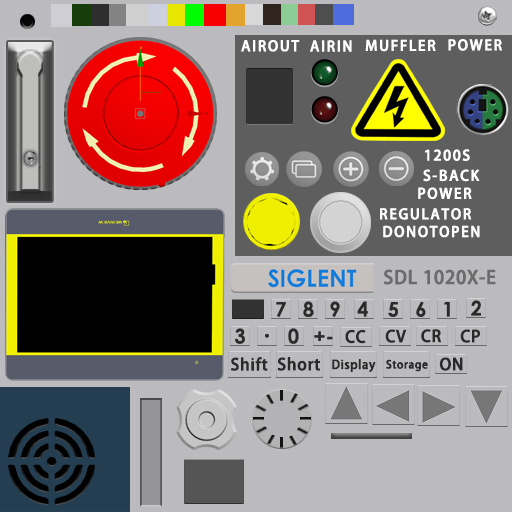 AIROUT AIRIN MUFFLER POWER
1200S
S-BACK
POWER
REGULATOR
DONOTOPEN
SIGLENT SDL 1020X-E
7 8 9 4 5 6 1 2
3 · 0 +- CC CV CR CP
Shift Short Display Storage ON